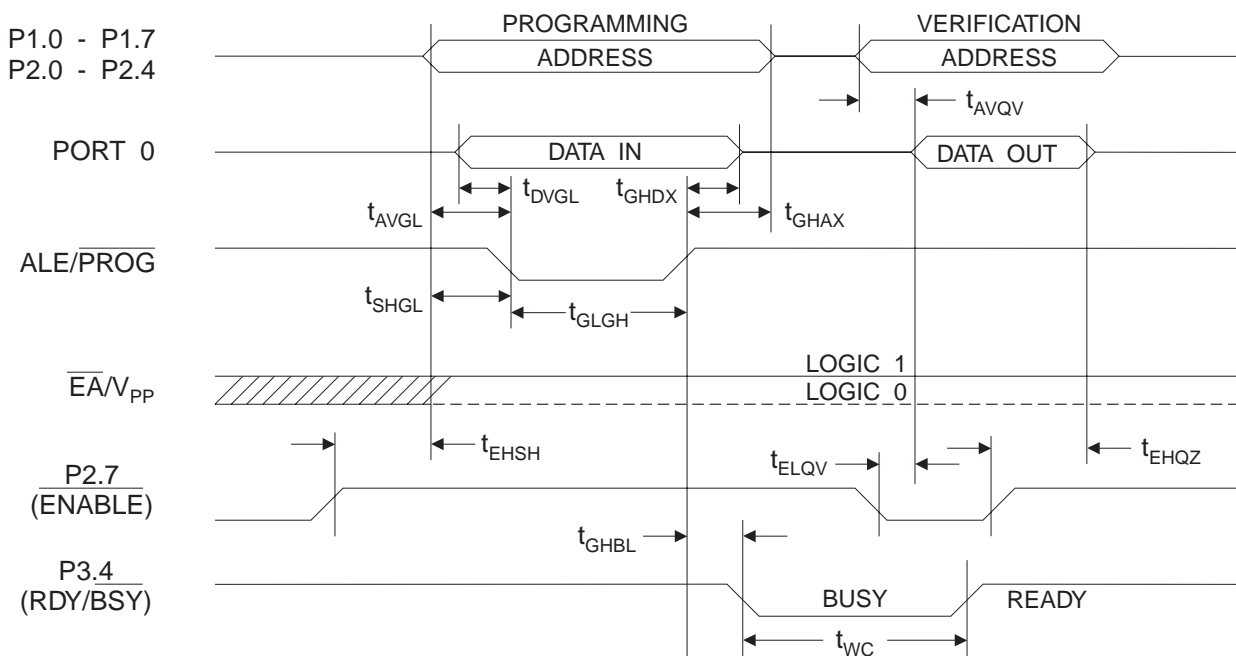 PROGRAMMING VERIFICATION
P1.0 - P1.7
P2.0 - P2.4
ADDRESS ADDRESS
tAVQV
PORT 0
DATA IN DATA OUT
tDVGL tGHDX
tAVGL tGHAX
ALE/PROG
tSHGL
tGLGH
EA/VPP
LOGIC 1
LOGIC 0
tEHSH tELQV tEHQZ
P2.7
(ENABLE)
tGHBL
P3.4
(RDY/BSY)
BUSY READY
tWC